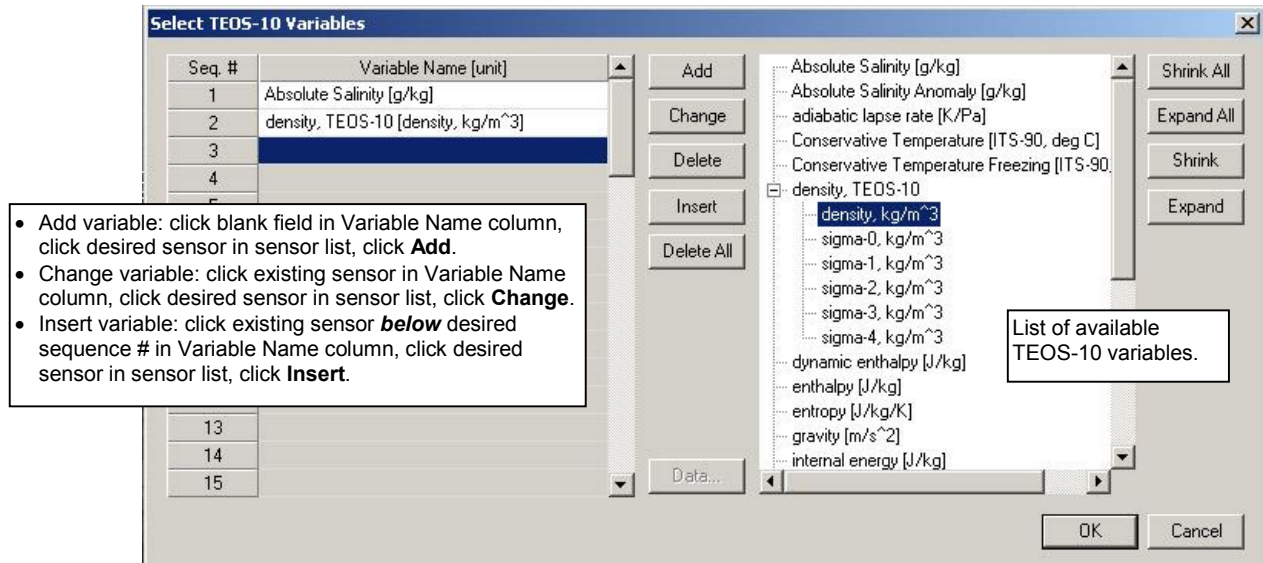 Select TEOS-10 Variables
Seq. # Variable Name [unit]
1 Absolute Salinity [g/kg]
2 density, TEOS-10 [density, kg/m^3]
3
4
13
14
15
• Add variable: click blank field in Variable Name column,
click desired sensor in sensor list, click Add.
• Change variable: click existing sensor in Variable Name
column, click desired sensor in sensor list, click Change.
• Insert variable: click existing sensor below desired
sequence # in Variable Name column, click desired
sensor in sensor list, click Insert.
Add
Change
Delete
Insert
Delete All
Data...
Absolute Salinity [g/kg]
Absolute Salinity Anomaly [g/kg]
adiabatic lapse rate [K/Pa]
Conservative Temperature [ITS-90, deg C]
Conservative Temperature Freezing [ITS-90,
density, TEOS-10
density, kg/m^3
sigma-0, kg/m^3
sigma-1, kg/m^3
sigma-2, kg/m^3
sigma-3, kg/m^3
sigma-4, kg/m^3
dynamic enthalpy [J/kg]
enthalpy [J/kg]
entropy [J/kg/K]
gravity [m/s^2]
internal energy [J/kg]
List of available
TEOS-10 variables.
Shrink All
Expand All
Shrink
Expand
OK Cancel